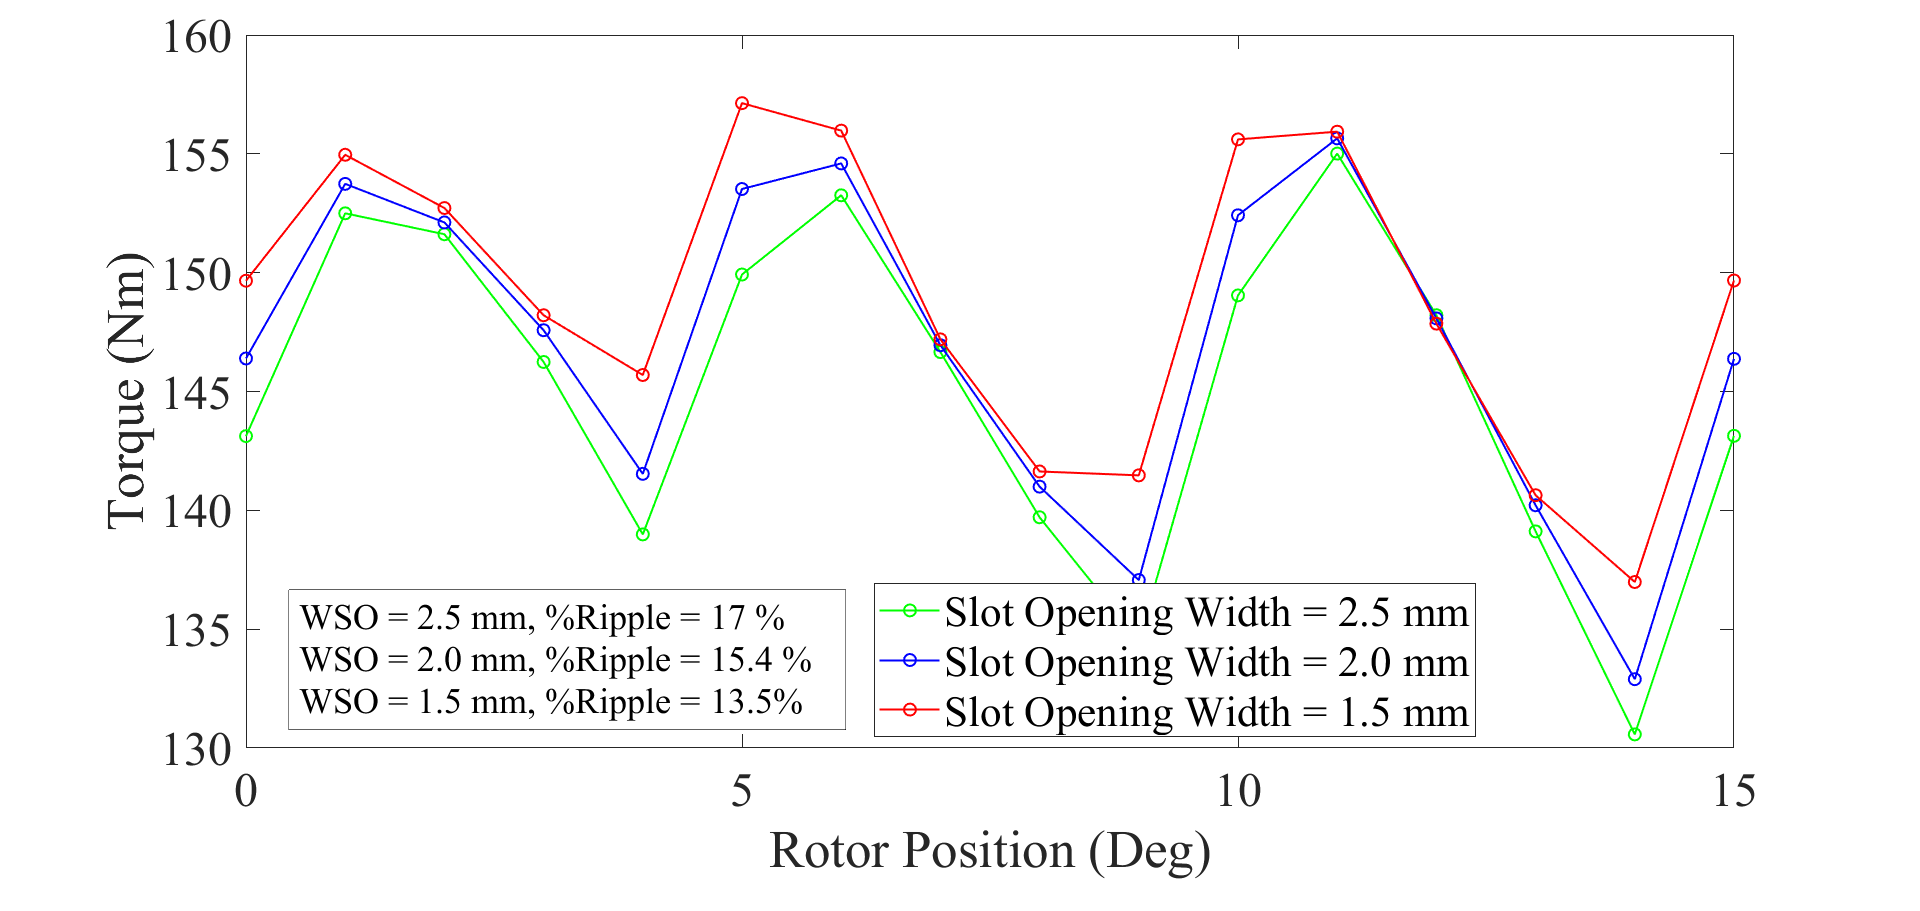 160
155
150
145
140
135
130
Torque (Nm)
WSO = 2.5 mm, %Ripple = 17 %
WSO = 2.0 mm, %Ripple = 15.4 %
WSO = 1.5 mm, %Ripple = 13.5%
Slot Opening Width = 2.5 mm
Slot Opening Width = 2.0 mm
Slot Opening Width = 1.5 mm
0 5 10 15
Rotor Position (Deg)